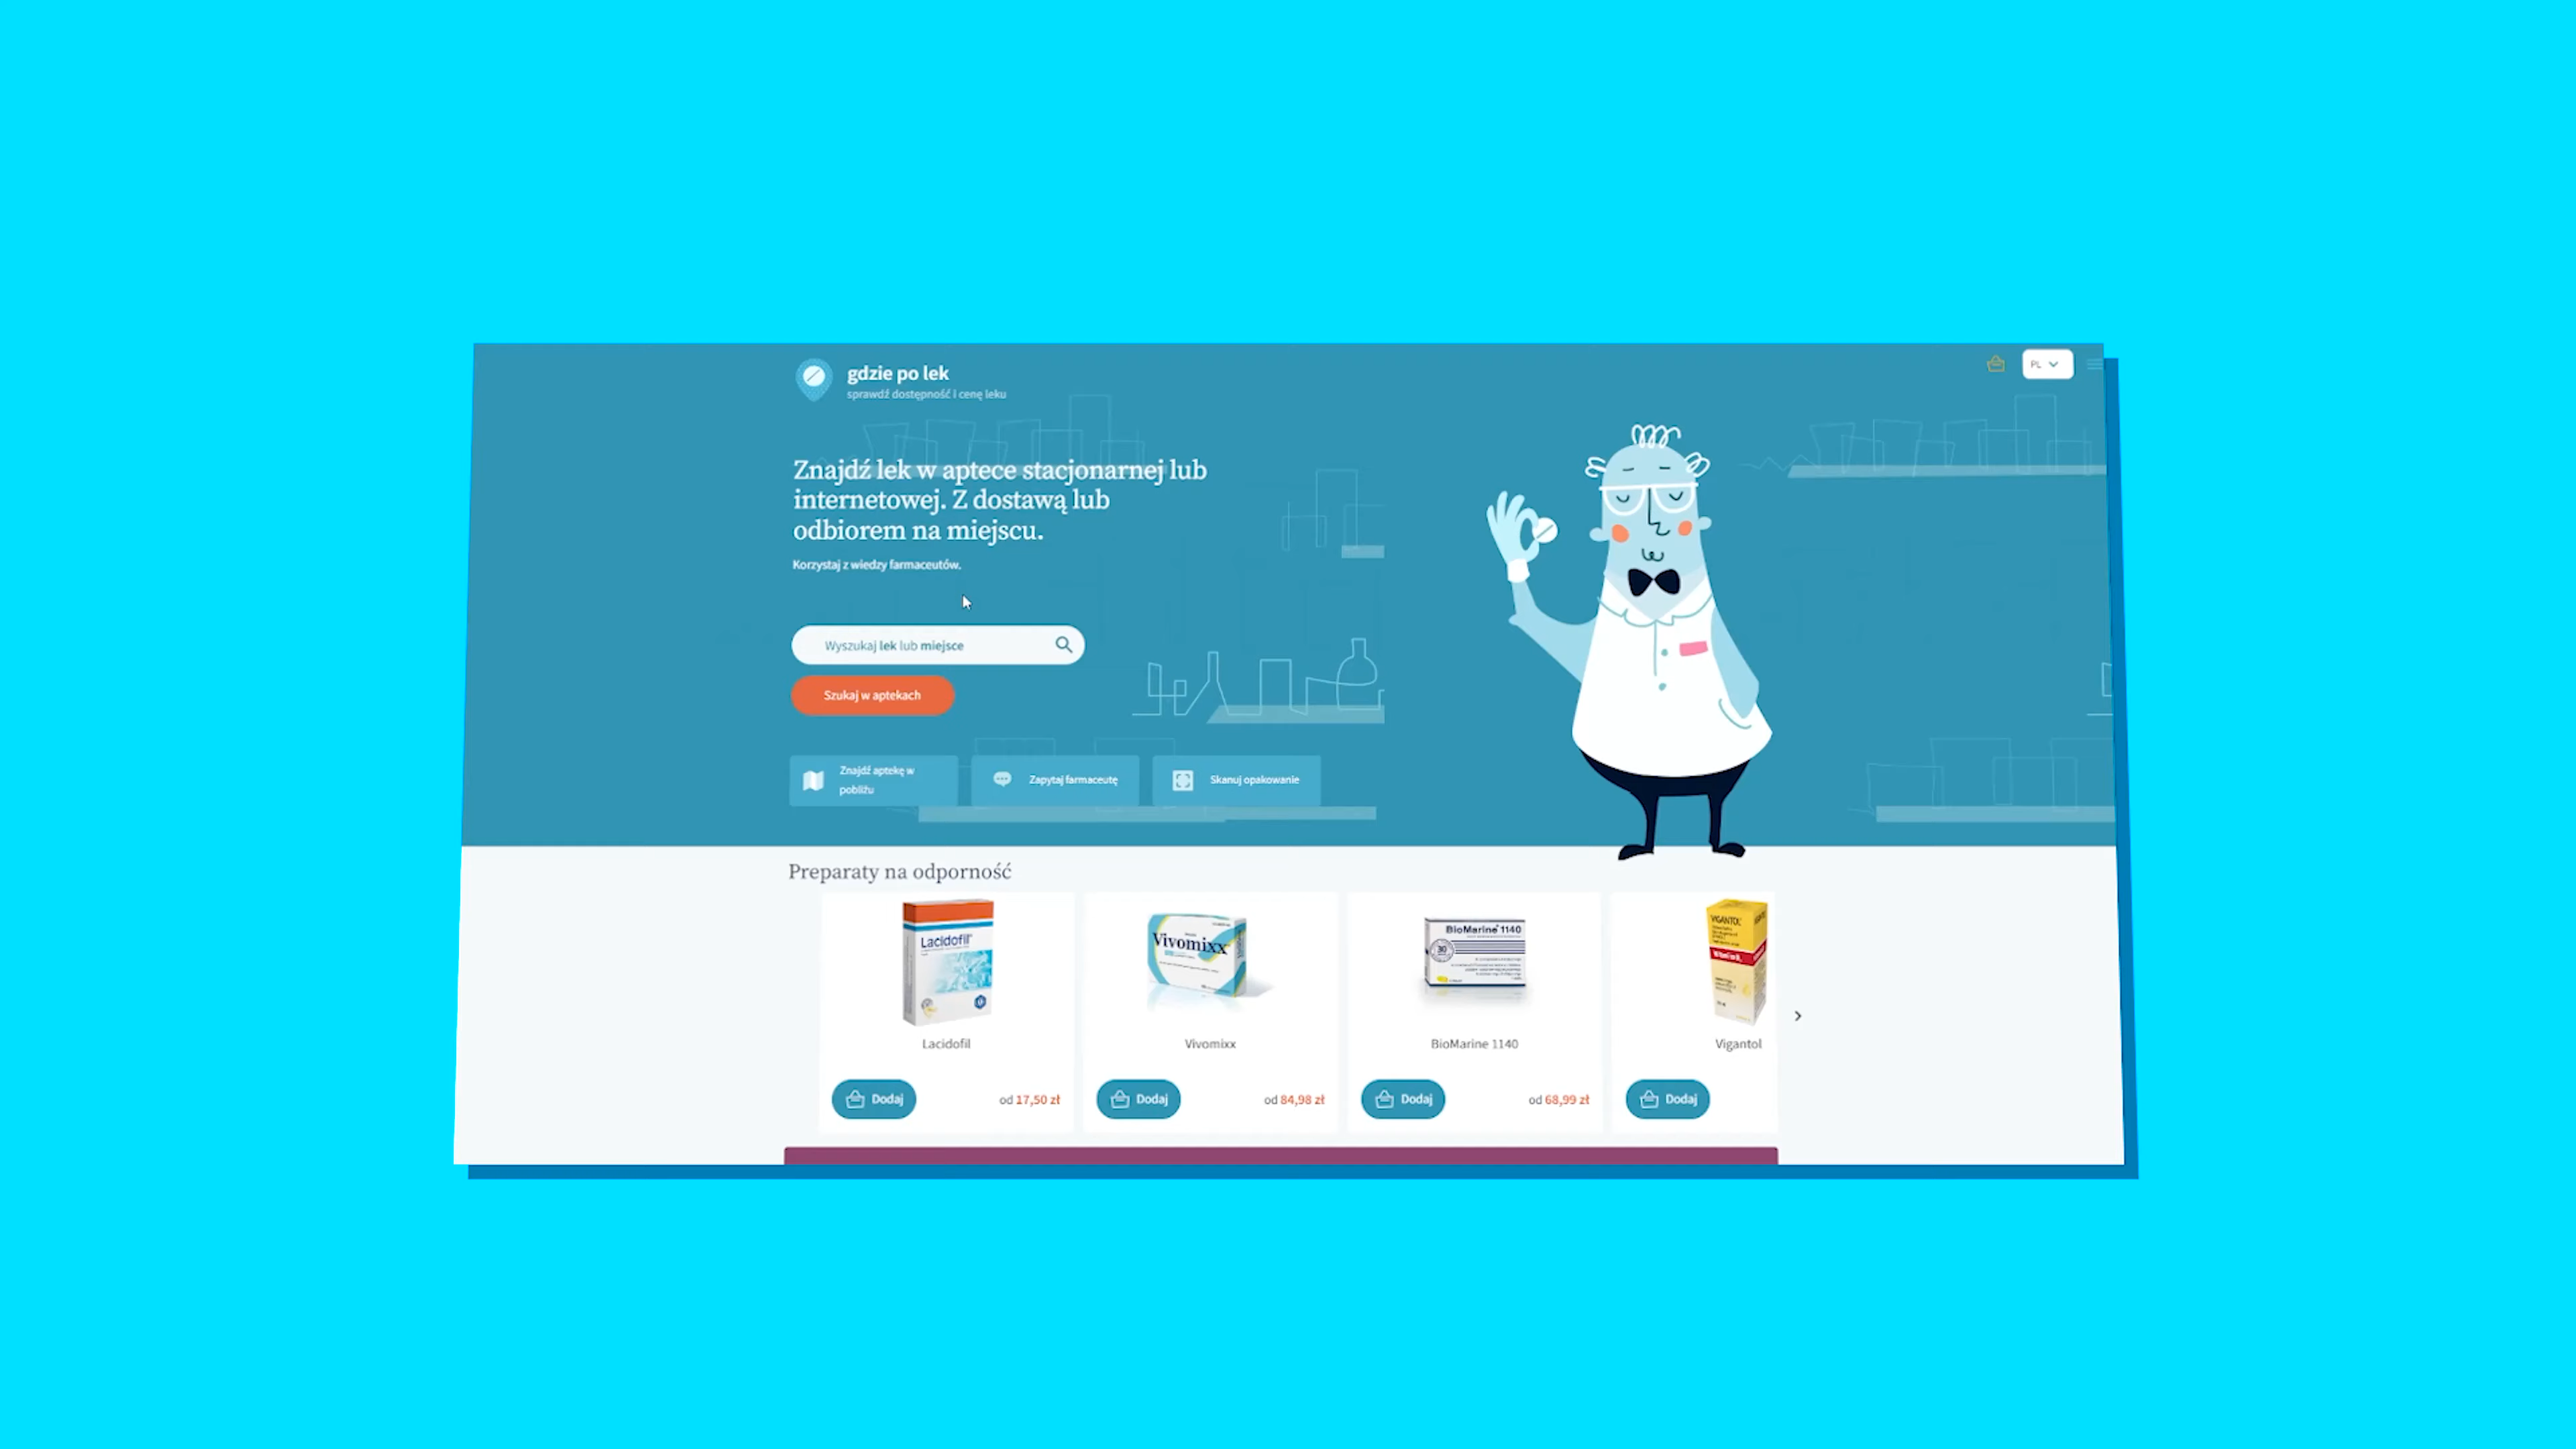 gdzie po lek
sprawdź dostępność i cenę leku
PL
Znajdź lek w aptece stacjonarnej lub
internetowej. Z dostawą lub
odbiorem na miejscu.
Korzystaj z wiedzy farmaceutów.
Wyszukaj lek lub miejsce
Szukaj w aptekach
Znajdź aptekę w
pobliżu
Zapytaj farmaceutę
Skanuj opakowanie
Preparaty na odporność
Lacidofil
Vivomixx
BioMarine 1140
30
VIGANTOL
Lacidofil
Vivomixx
BioMarine 1140
Vigantol
Dodaj
od 17,50 zł
Dodaj
od 84,98 zł
Dodaj
od 68,99 zł
Dodaj